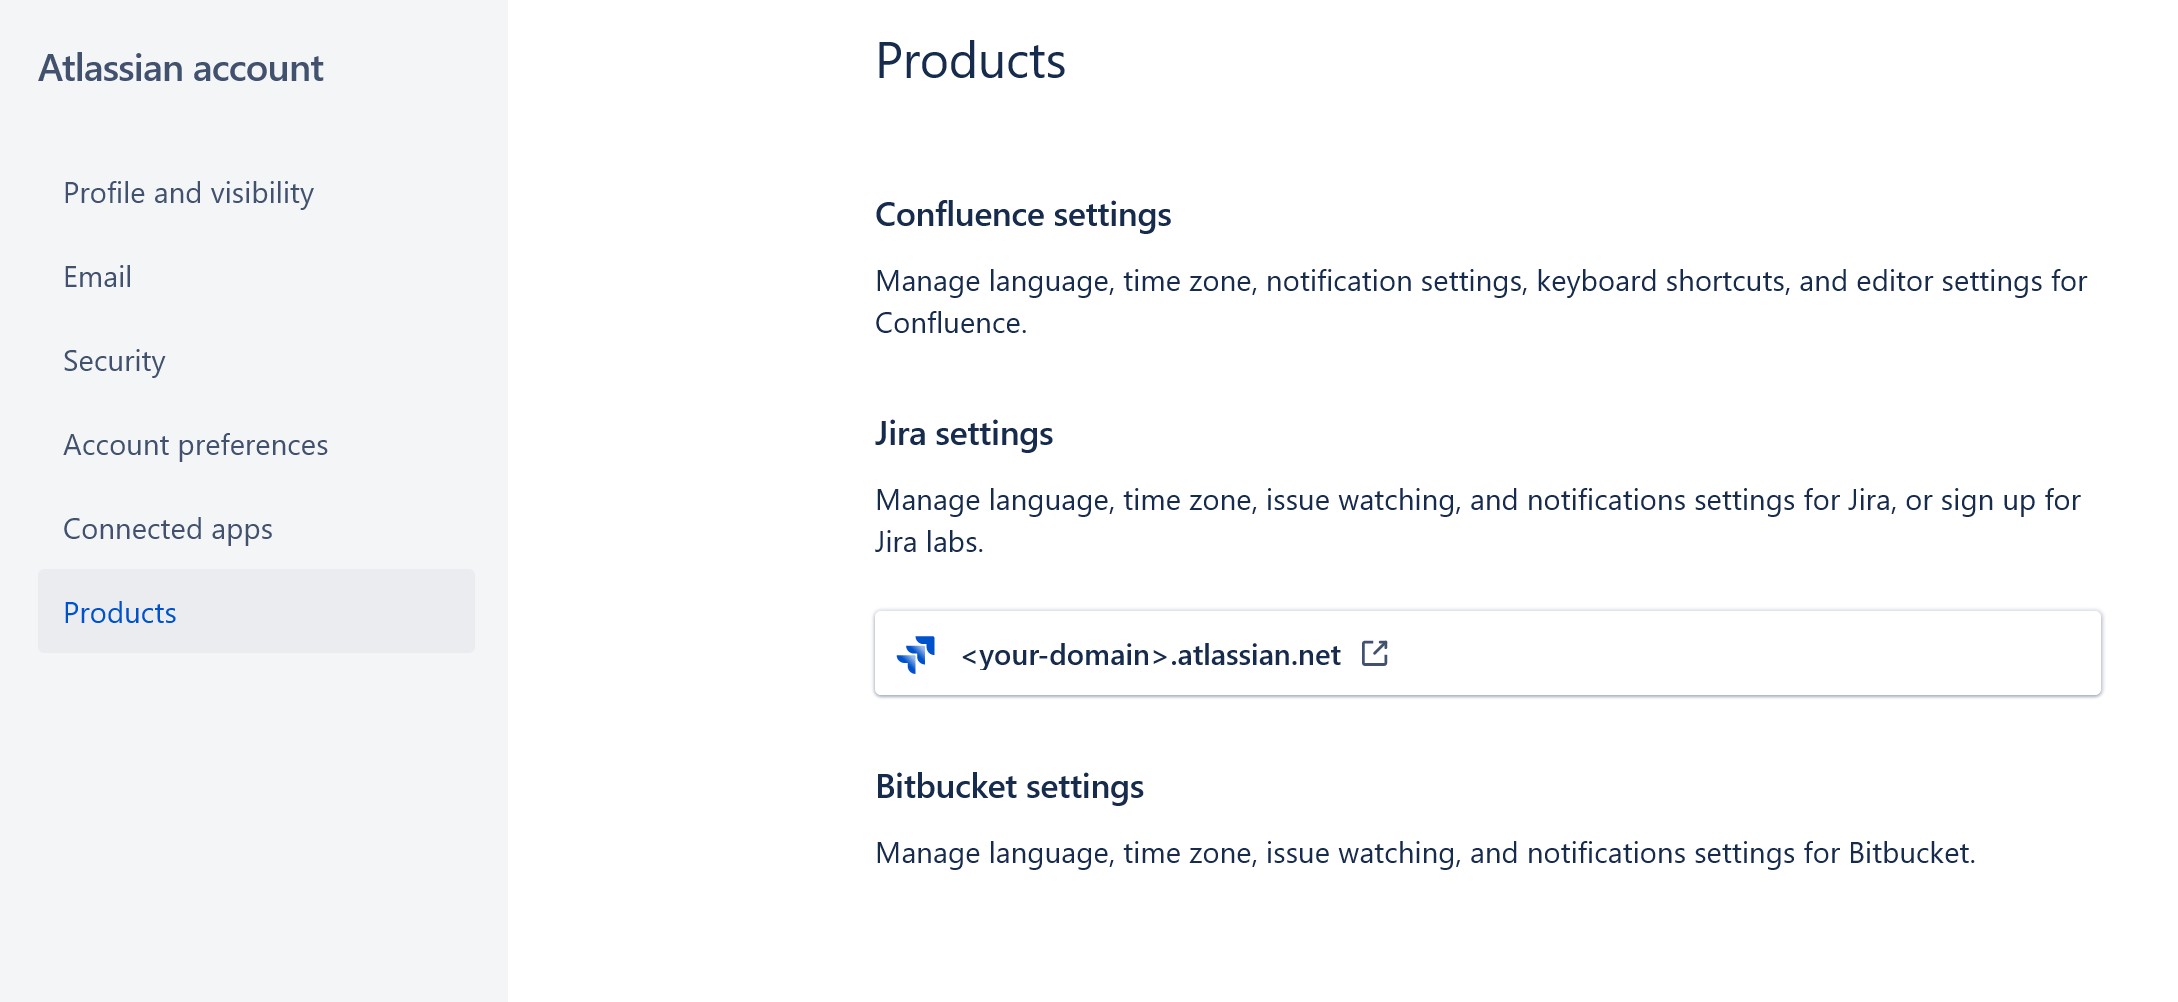 Atlassian account
Profile and visibility
Email
Security
Account preferences
Connected apps
Products
Products
Confluence settings
Manage language, time zone, notification settings, keyboard shortcuts, and editor settings for
Confluence.
Jira settings
Manage language, time zone, issue watching, and notifications settings for Jira, or sign up for
Jira labs.
<your-domain>.atlassian.net
Bitbucket settings
Manage language, time zone, issue watching, and notifications settings for Bitbucket.